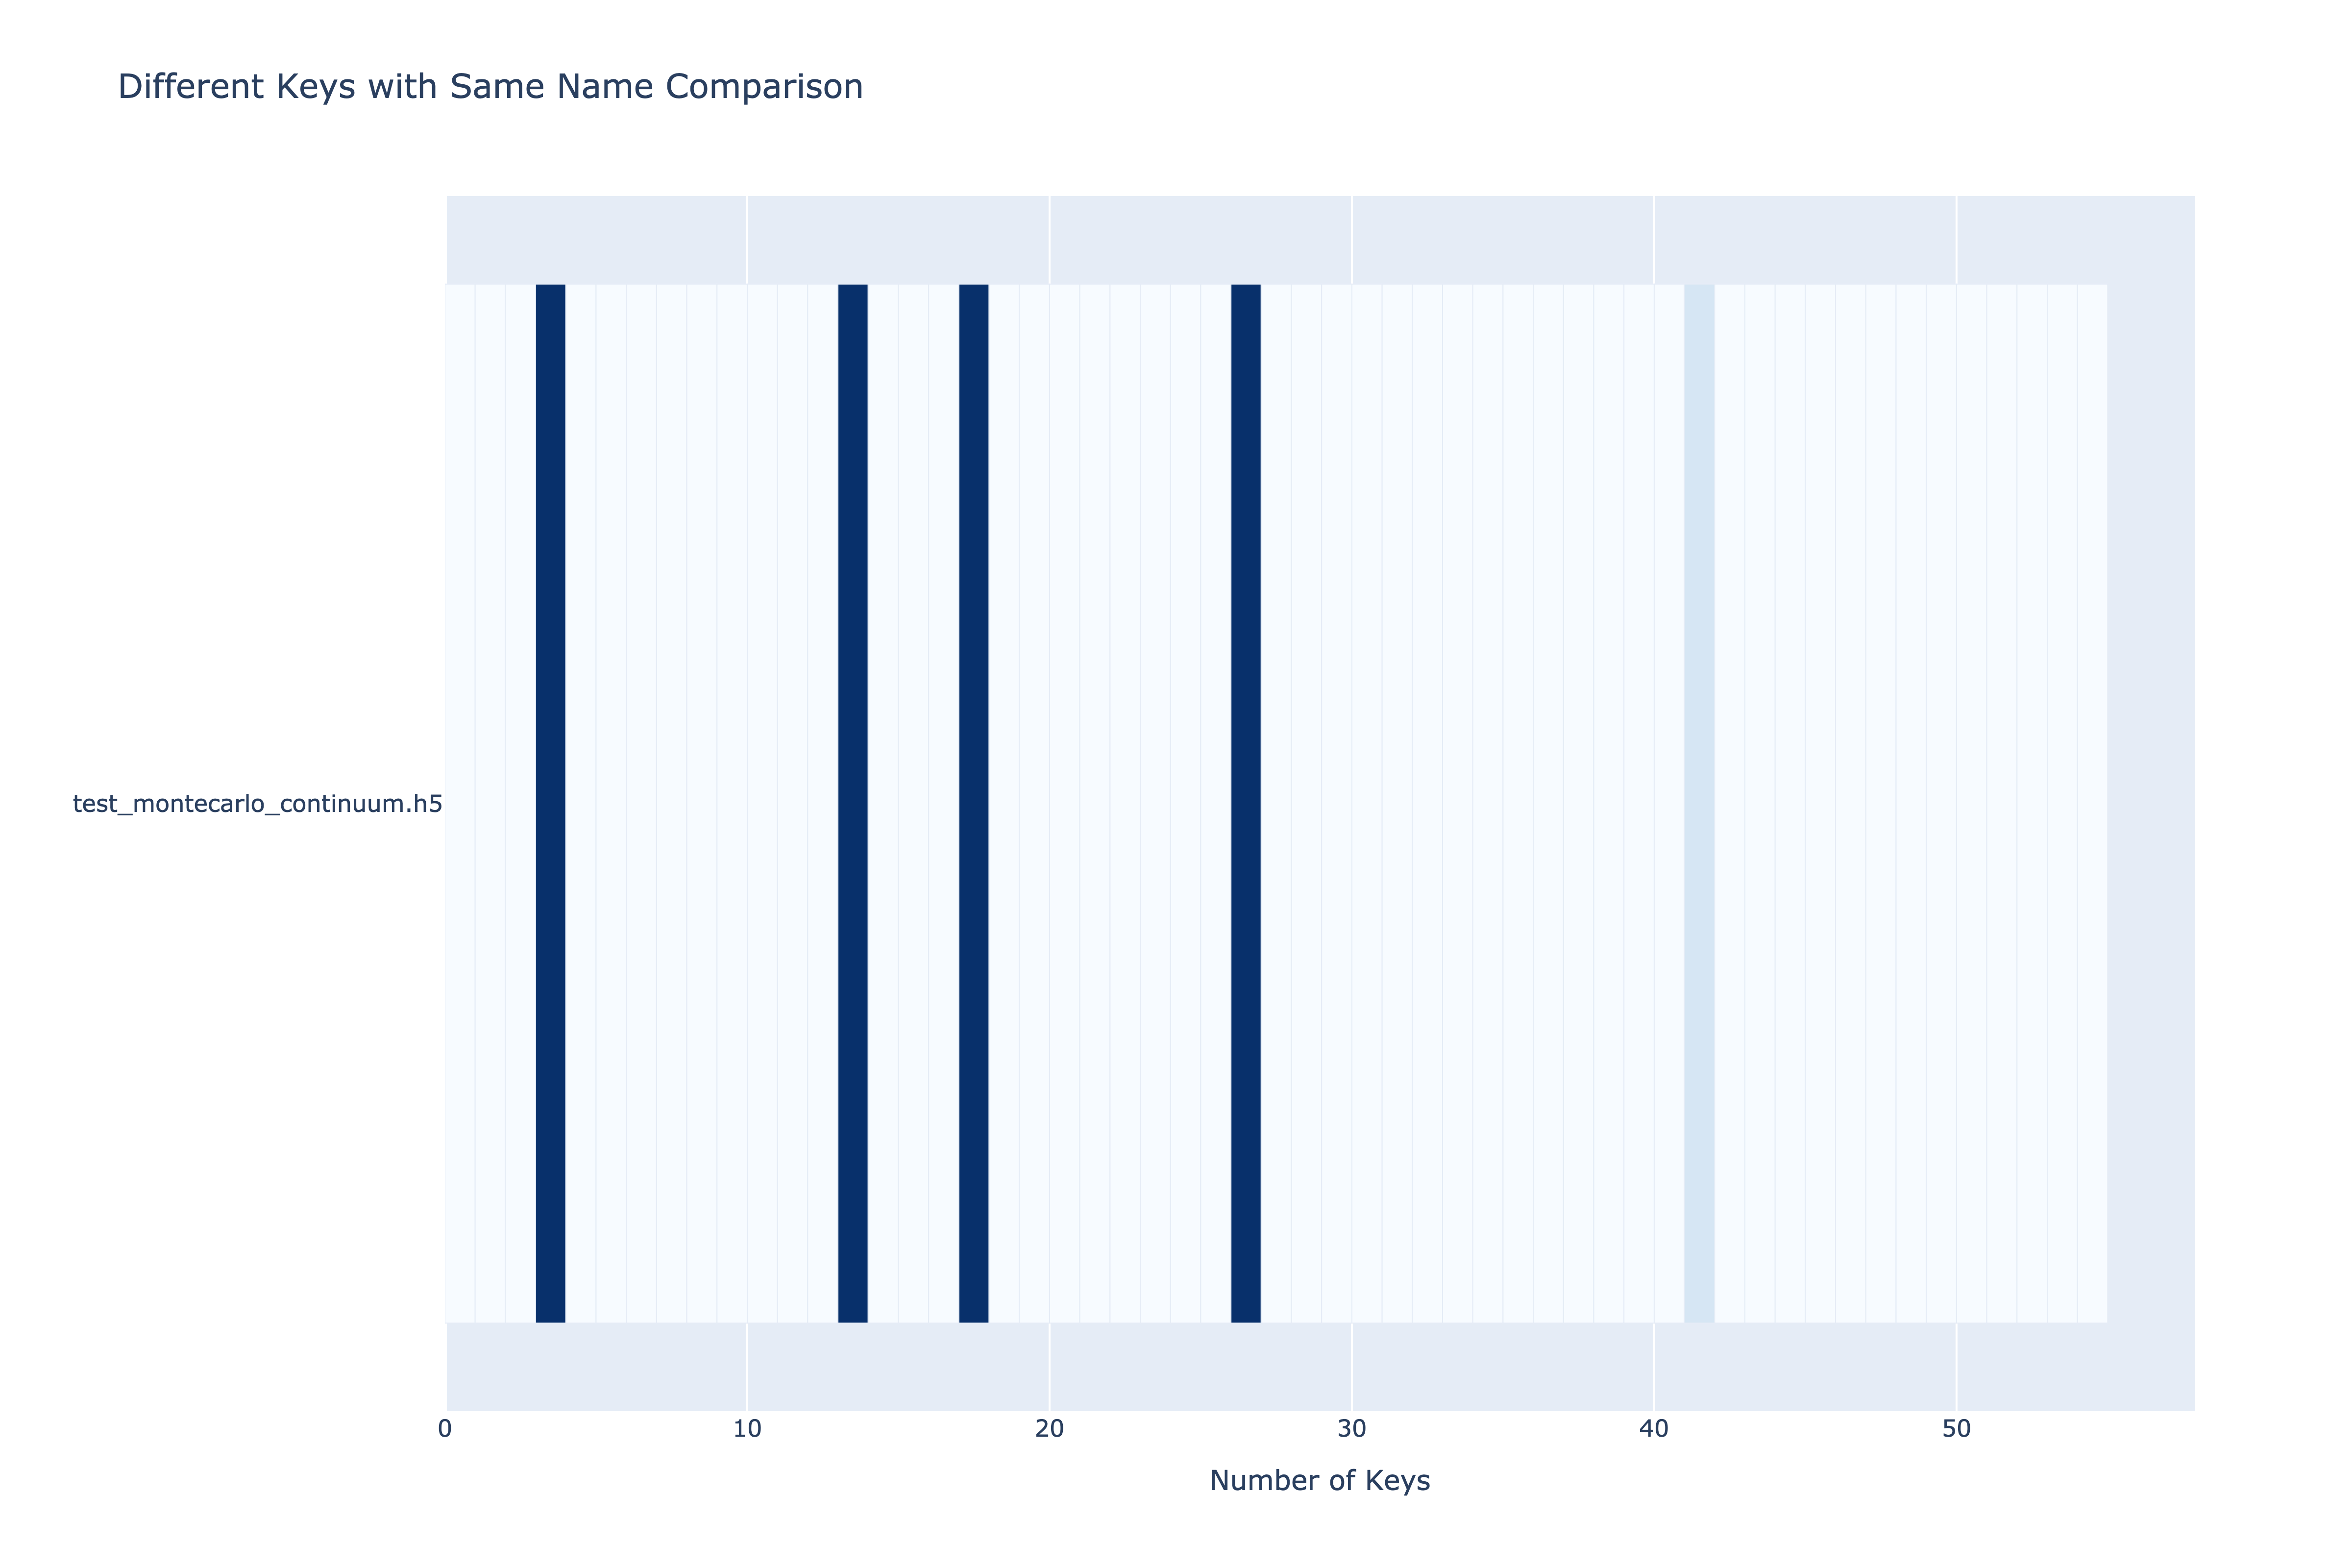 Different Keys with Same Name Comparison
test_montecarlo_continuum.h5
0 10 20 30 40 50
Number of Keys